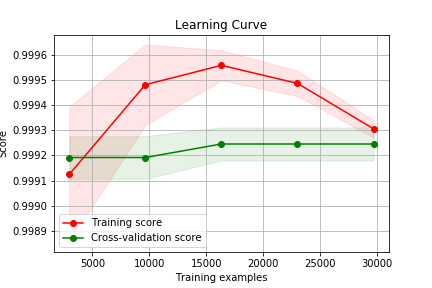 Learning Curve
0.9996
0.9995
0.9994
0.9993
0.9992
0.9991
0.9990
0.9989
Score
Training score
Cross-validation score
5000 10000 15000 20000 25000 30000
Training examples